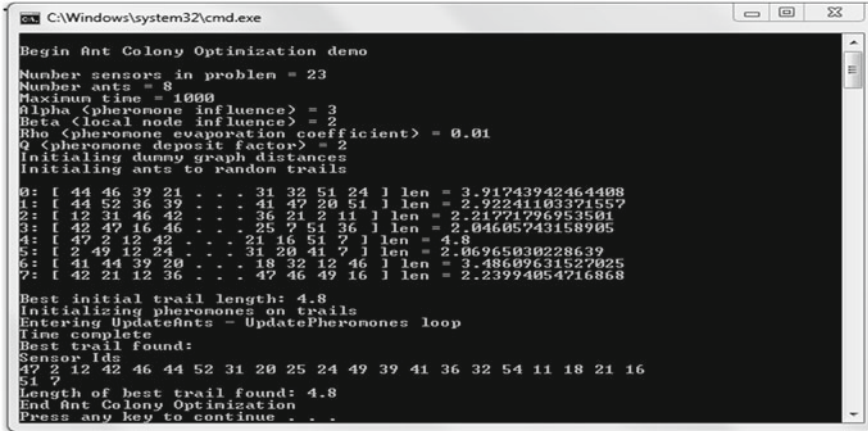 C:\Windows\system32\cmd.exe
Begin Ant Colony Optimization demo
Number sensors in problem = 23
Number ants = 8
Maximum time = 1000
Alpha (pheromone influence) = 3
Beta (local node influence) = 2
Rho (pheromone evaporation coefficient) = 0.01
Q (pheromone deposit factor) = 2
Initialing dummy graph distances
Initialing ants to random trails
0: [ 44 46 39 21 . . . 31 32 51 24 ] len = 3.91743942464408
1: [ 44 52 36 39 . . . 41 47 20 51 ] len = 2.92241103371557
2: [ 12 31 46 42 . . . 36 21 2 11 ] len = 2.21771796953501
3: [ 42 47 16 46 . . . 25 7 51 36 ] len = 2.04605743158905
4: [ 47 2 12 42 . . . 21 16 51 7 ] len = 4.8
5: [ 2 49 12 24 . . . 31 20 41 7 ] len = 2.06965030228639
6: [ 41 44 39 20 . . . 18 32 12 46 ] len = 3.48609631527025
7: [ 42 21 12 36 . . . 47 46 49 16 ] len = 2.23994054716868
Best initial trail length: 4.8
Initializing pheromones on trails
Entering UpdateAnts - UpdatePheromones loop
Time complete
Best trail found:
Sensor Ids
47 2 12 42 46 44 52 31 20 25 24 49 39 41 36 32 54 11 18 21 16
51 7
Length of best trail found: 4.8
End Ant Colony Optimization
Press any key to continue . . .